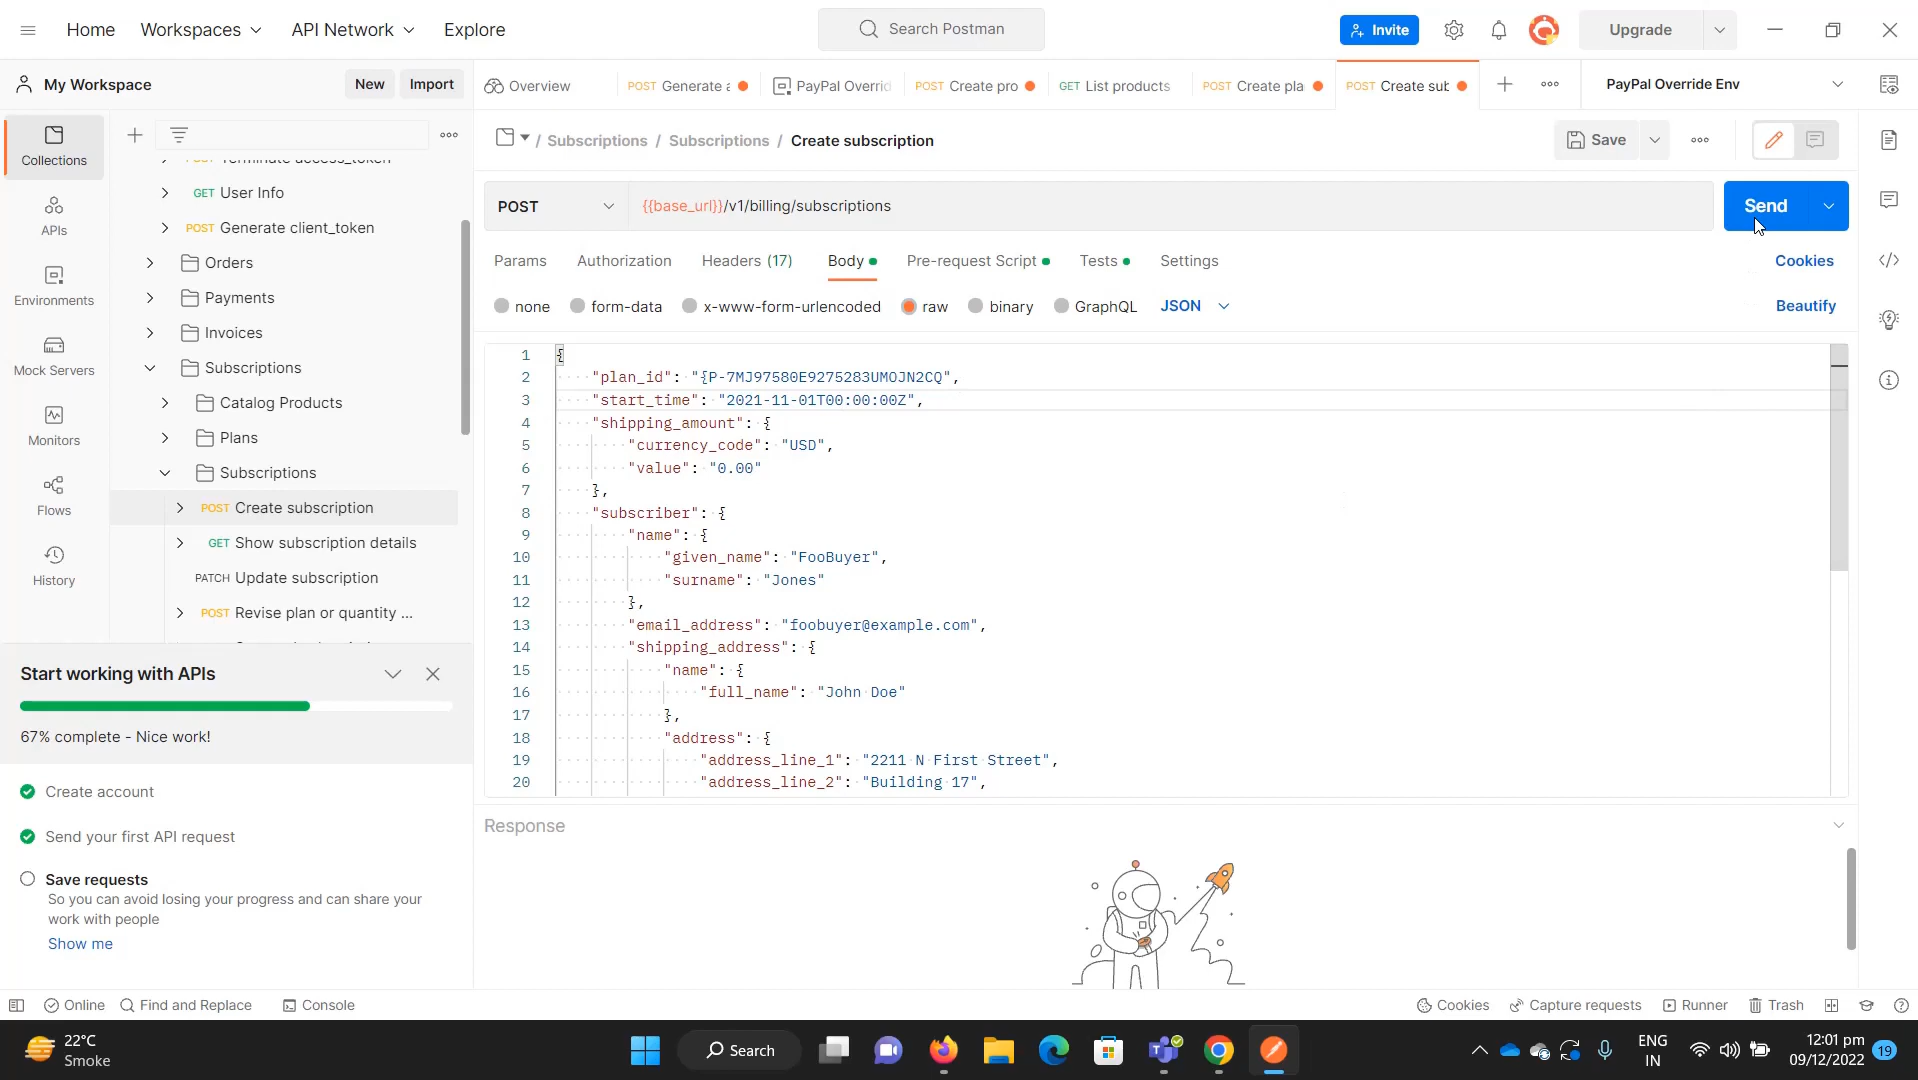 Home Workspaces API Network Explore Search Postman Invite Upgrade
My Workspace New Import Overview POST Generate a PayPal Overri POST Create pro GET List products POST Create pla POST Create sub PayPal Override Env
/ Subscriptions / Subscriptions / Create subscription Save
Collections
APIs
Environments
Mock Servers
Monitors
Flows
History
Terminate access_token
GET User Info
POST Generate client_token
Orders
Payments
Invoices
Subscriptions
Catalog Products
Plans
Subscriptions
POST Create subscription
GET Show subscription details
PATCH Update subscription
POST Revise plan or quantity ...
POST {{base_url}}/v1/billing/subscriptions Send
Params Authorization Headers (17) Body Pre-request Script Tests Settings Cookies
none form-data x-www-form-urlencoded raw binary GraphQL JSON Beautify
1 {
2 "plan_id": "{P-7MJ97580E9275283UMOJN2CQ",
3 "start_time": "2021-11-01T00:00:00Z",
4 "shipping_amount": {
5 "currency_code": "USD",
6 "value": "0.00"
7 },
8 "subscriber": {
9 "name": {
10 "given_name": "FooBuyer",
11 "surname": "Jones"
12 },
13 "email_address": "foobuyer@example.com",
14 "shipping_address": {
15 "name": {
16 "full_name": "John Doe"
17 },
18 "address": {
19 "address_line_1": "2211 N First Street",
20 "address_line_2": "Building 17",
Response
Start working with APIs
67% complete - Nice work!
Create account
Send your first API request
Save requests
So you can avoid losing your progress and can share your
work with people
Show me
Online Find and Replace Console Cookies Capture requests Runner Trash
22°C
Smoke
Search
ENG
IN
12:01 pm
09/12/2022
19